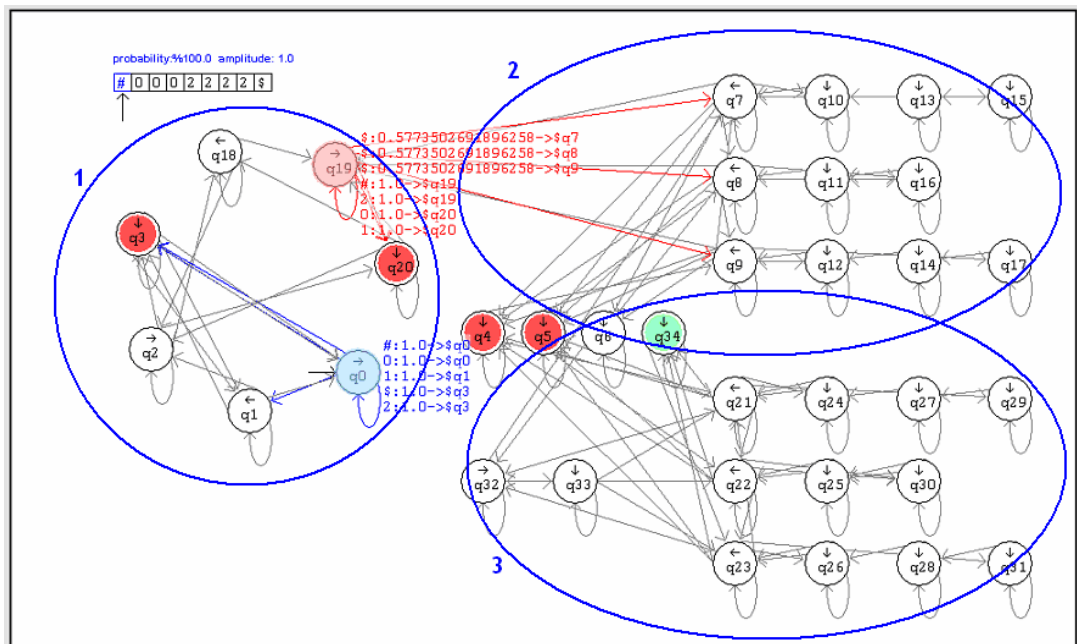 probability:%100.0 amplitude: 1.0
# 0 0 0 2 2 2 2 $
1
2
3
← q18
→ q19
↓ q3
↓ q20
→ q2
→ q0
← q1
$:0.5773502691896258->$q7
$:0.5773502691896258->$q8
$:0.5773502691896258->$q9
#:1.0->$q19
2:1.0->$q19
0:1.0->$q20
1:1.0->$q20
#:1.0->$q0
0:1.0->$q0
1:1.0->$q1
$:1.0->$q3
2:1.0->$q3
← q7
↓ q10
↓ q13
↓ q15
← q8
↓ q11
↓ q16
← q9
↓ q12
↓ q14
↓ q17
↓ q4
↓ q5
↓ q6
↓ q34
← q21
↓ q24
↓ q27
↓ q29
→ q32
↓ q33
← q22
↓ q25
↓ q30
← q23
↓ q26
↓ q28
↓ q31